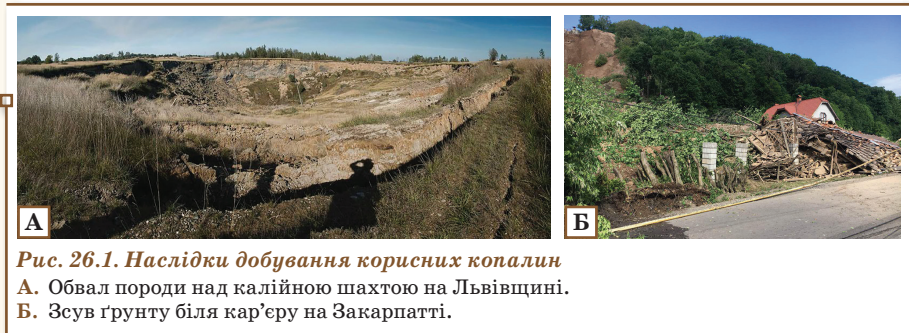 А
Б
Рис. 26.1. Наслідки добування корисних копалин
А. Обвал породи над калійною шахтою на Львівщині.
Б. Зсув ґрунту біля кар’єру на Закарпатті.